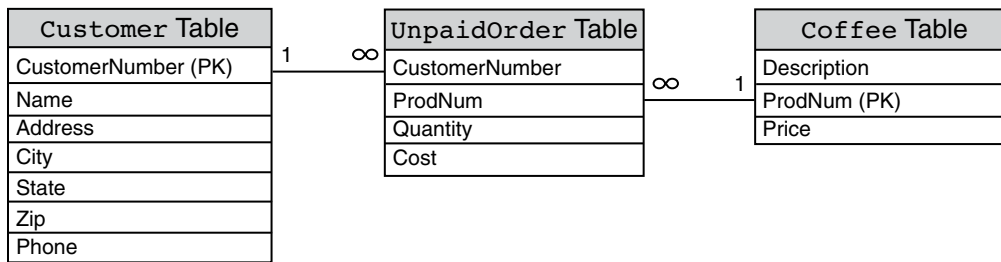 Customer Table
CustomerNumber (PK)
Name
Address
City
State
Zip
Phone
1 ∞
UnpaidOrder Table
CustomerNumber
ProdNum
Quantity
Cost
∞ 1
Coffee Table
Description
ProdNum (PK)
Price